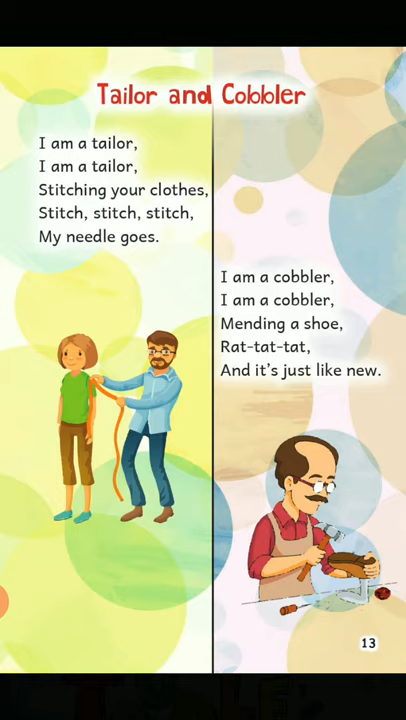 Tailor and Cobbler
I am a tailor,
I am a tailor,
Stitching your clothes,
Stitch, stitch, stitch,
My needle goes.
I am a cobbler,
I am a cobbler,
Mending a shoe,
Rat-tat-tat,
And it's just like new.
13